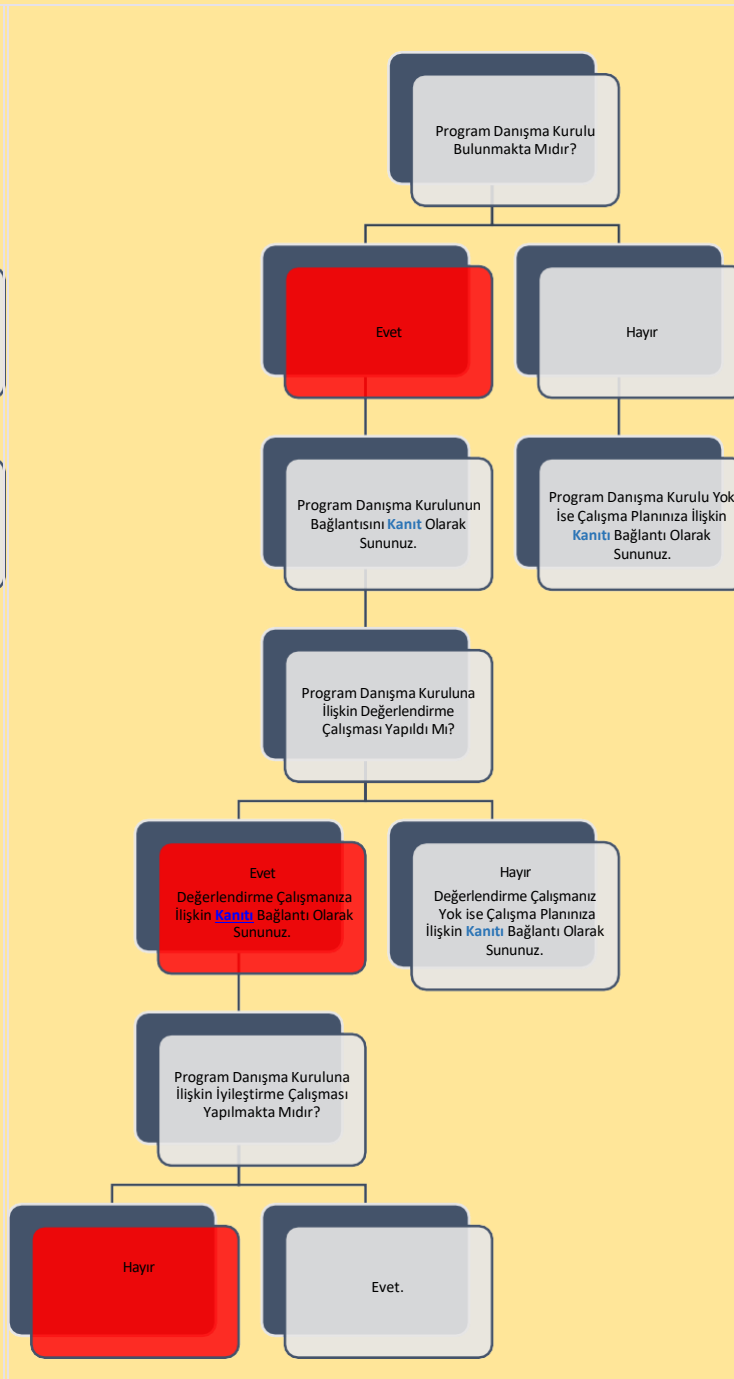 Program Danışma Kurulu
Bulunmakta Mıdır?
Evet
Hayır
Program Danışma Kurulunun
Bağlantısını Kanıt Olarak
Sununuz.
Program Danışma Kurulu Yok
İse Çalışma Planınıza İlişkin
Kanıtı Bağlantı Olarak
Sununuz.
Program Danışma Kuruluna
İlişkin Değerlendirme
Çalışması Yapıldı Mı?
Evet
Değerlendirme Çalışmanıza
İlişkin Kanıtı Bağlantı Olarak
Sununuz.
Hayır
Değerlendirme Çalışmanız
Yok ise Çalışma Planınıza
İlişkin Kanıtı Bağlantı Olarak
Sununuz.
Program Danışma Kuruluna
İlişkin İyileştirme Çalışması
Yapılmakta Mıdır?
Hayır
Evet.